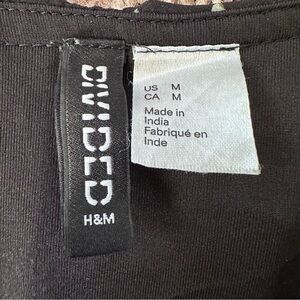 DIVIDED
H&M
US M
CA M
Made in
India
Fabriqué en
Inde